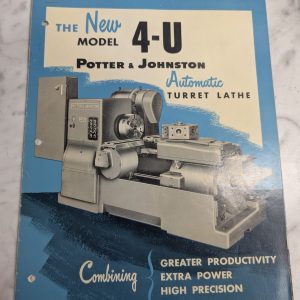 THE New
MODEL 4-U
POTTER & JOHNSTON
Automatic
TURRET LATHE
Combining
GREATER PRODUCTIVITY
EXTRA POWER
HIGH PRECISION